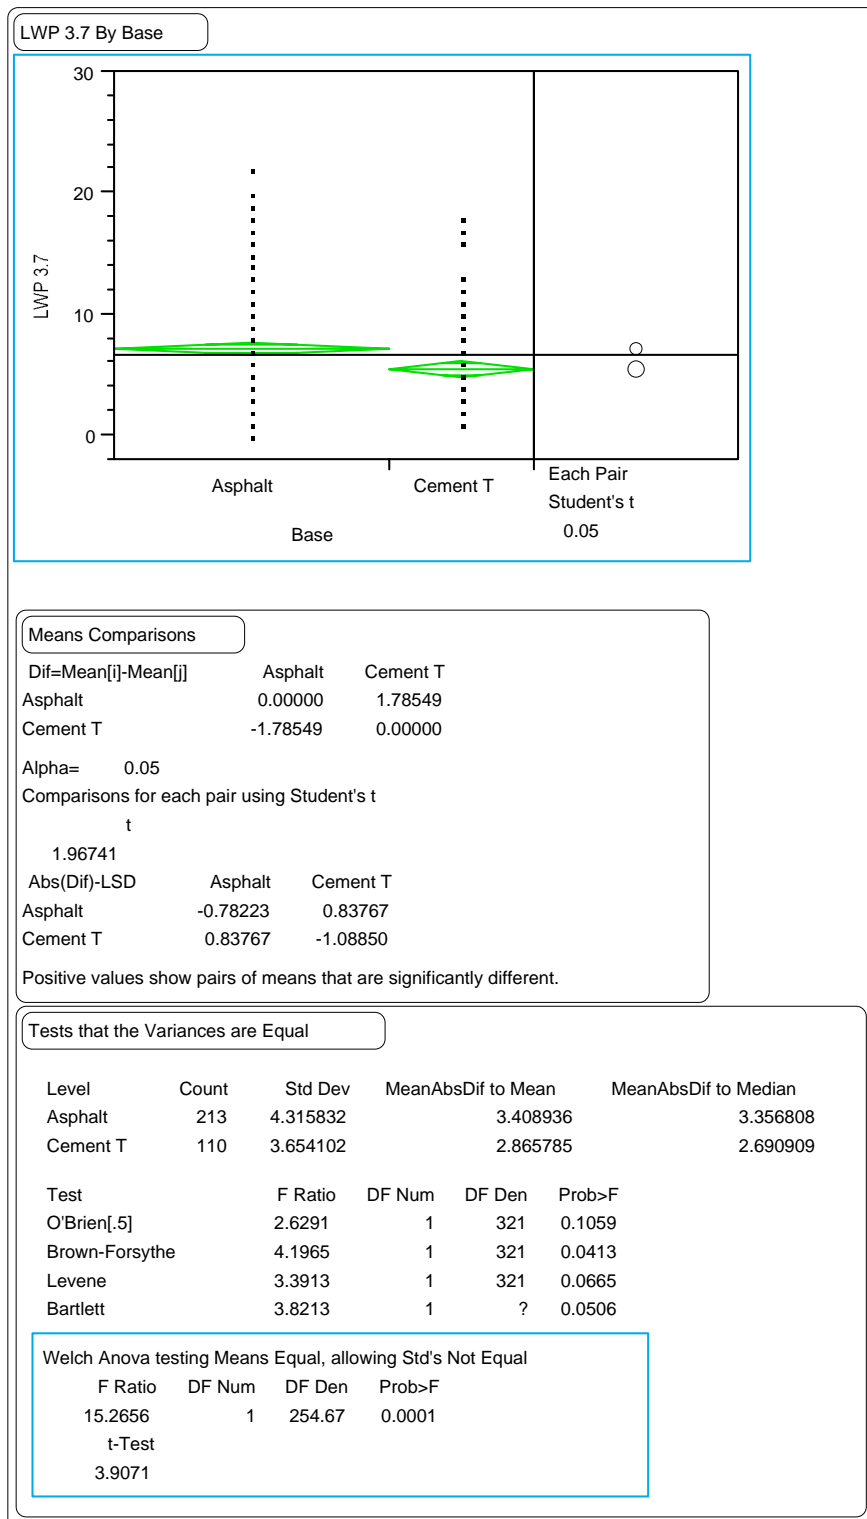 LWP 3.7 By Base
30
20
10
0
LWP 3.7
Asphalt Cement T
Base
Each Pair
Student's t
0.05
Means Comparisons
Dif=Mean[i]-Mean[j] Asphalt Cement T
Asphalt 0.00000 1.78549
Cement T -1.78549 0.00000
Alpha= 0.05
Comparisons for each pair using Student's t
t
1.96741
Abs(Dif)-LSD Asphalt Cement T
Asphalt -0.78223 0.83767
Cement T 0.83767 -1.08850
Positive values show pairs of means that are significantly different.
Tests that the Variances are Equal
Level Count Std Dev MeanAbsDif to Mean MeanAbsDif to Median
Asphalt 213 4.315832 3.408936 3.356808
Cement T 110 3.654102 2.865785 2.690909
Test F Ratio DF Num DF Den Prob>F
O'Brien[.5] 2.6291 1 321 0.1059
Brown-Forsythe 4.1965 1 321 0.0413
Levene 3.3913 1 321 0.0665
Bartlett 3.8213 1 ? 0.0506
Welch Anova testing Means Equal, allowing Std's Not Equal
F Ratio DF Num DF Den Prob>F
15.2656 1 254.67 0.0001
t-Test
3.9071